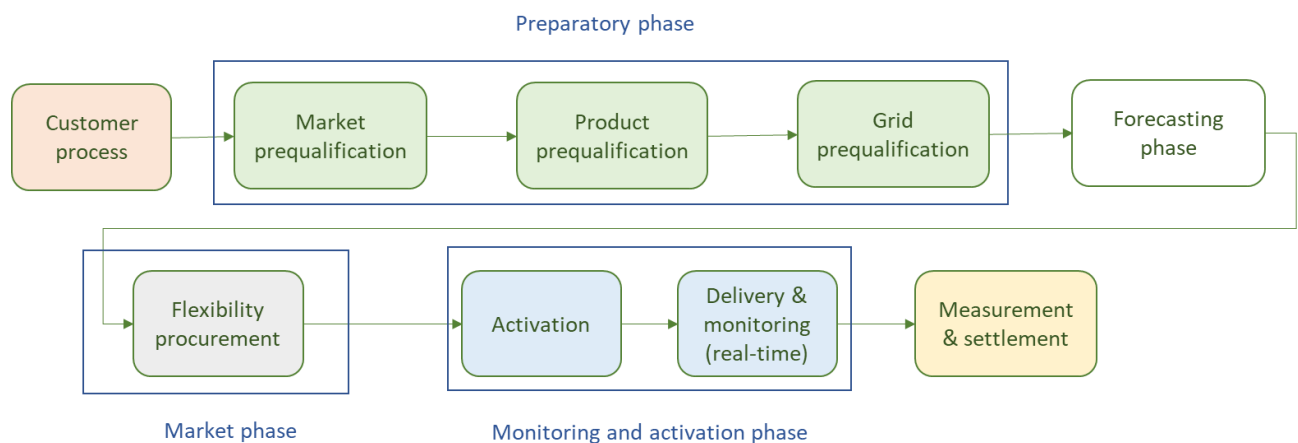 Preparatory phase
Customer
process
Market
prequalification
Product
prequalification
Grid
prequalification
Forecasting
phase
Flexibility
procurement
Activation
Delivery &
monitoring
(real-time)
Measurement
& settlement
Market phase
Monitoring and activation phase